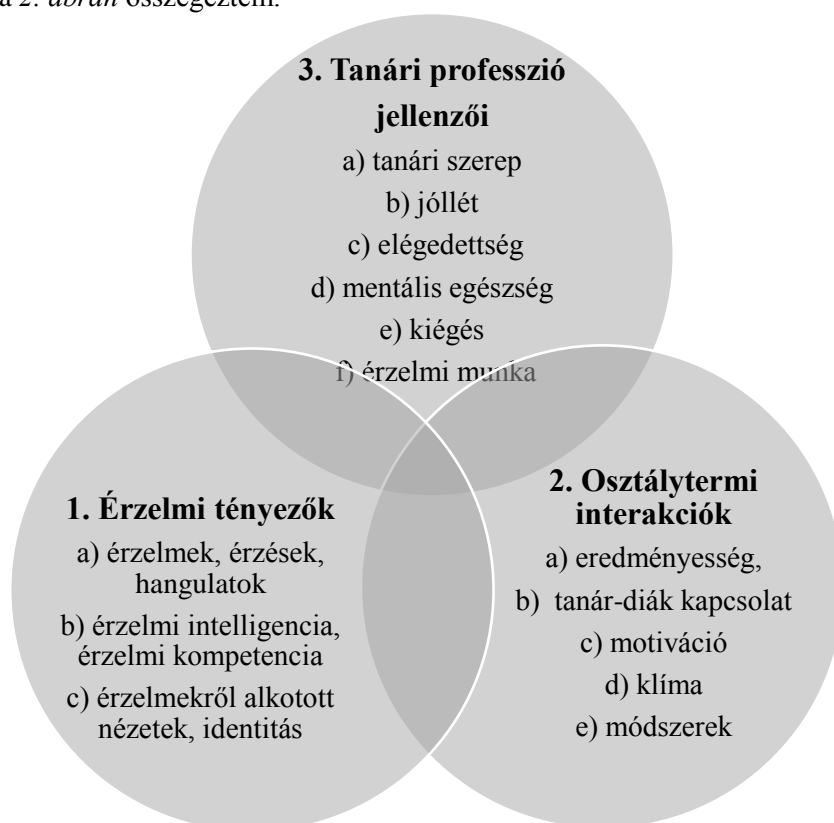 a 2. ábrán összegeztem.
3. Tanári professzió
jellenzői
a) tanári szerep
b) jóllét
c) elégedettség
d) mentális egészség
e) kiégés
f) érzelmi munka
1. Érzelmi tényezők
a) érzelmek, érzések,
hangulatok
b) érzelmi intelligencia,
érzelmi kompetencia
c) érzelmekről alkotott
nézetek, identitás
2. Osztálytermi
interakciók
a) eredményesség,
b) tanár-diák kapcsolat
c) motiváció
d) klíma
e) módszerek